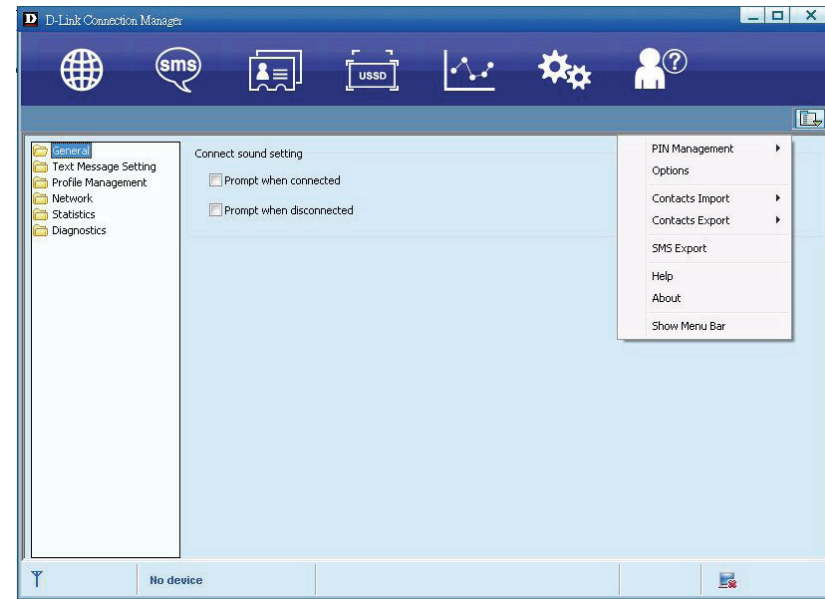 D D-Link Connection Manager
sms
USSD
General
Text Message Setting
Profile Management
Network
Statistics
Diagnostics
Connect sound setting
Prompt when connected
Prompt when disconnected
PIN Management
Options
Contacts Import
Contacts Export
SMS Export
Help
About
Show Menu Bar
No device